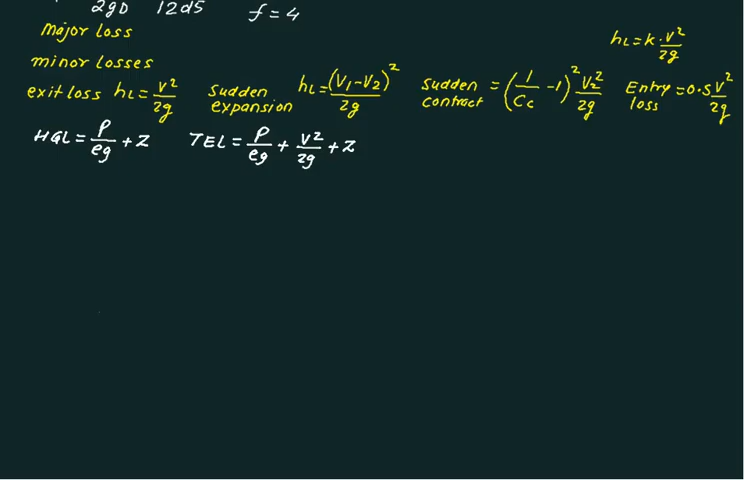 2gD 12d5 f = 4
major loss
hL = k . v²/2g
minor losses
exit loss hL = v²/2g sudden expansion hL = (V1 - V2)²/2g sudden contract = (1/Cc - 1)² V2²/2g Entry loss = 0.5 v²/2g
HGL = P/eg + Z TEL = P/eg + v²/2g + Z